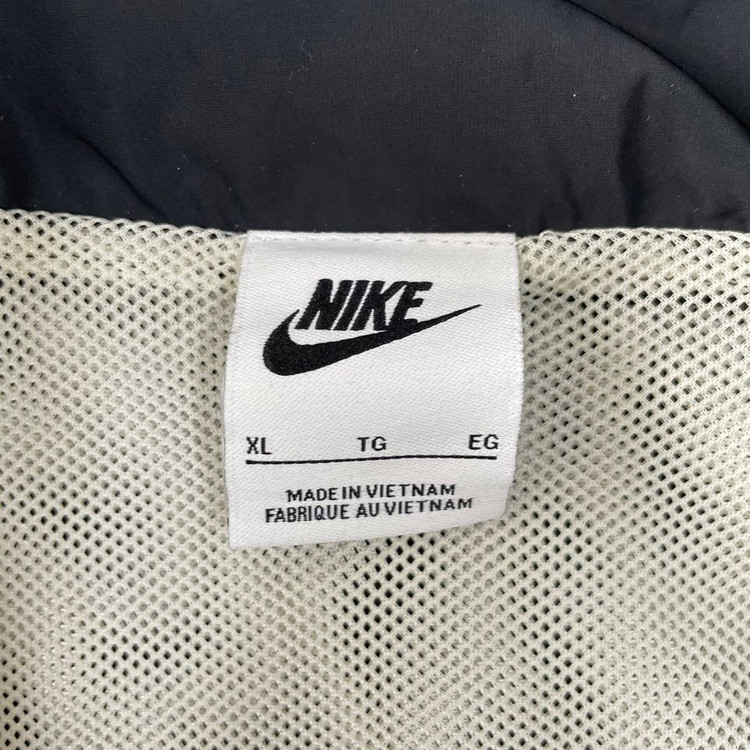 NIKE
XL TG EG
MADE IN VIETNAM
FABRIQUE AU VIETNAM